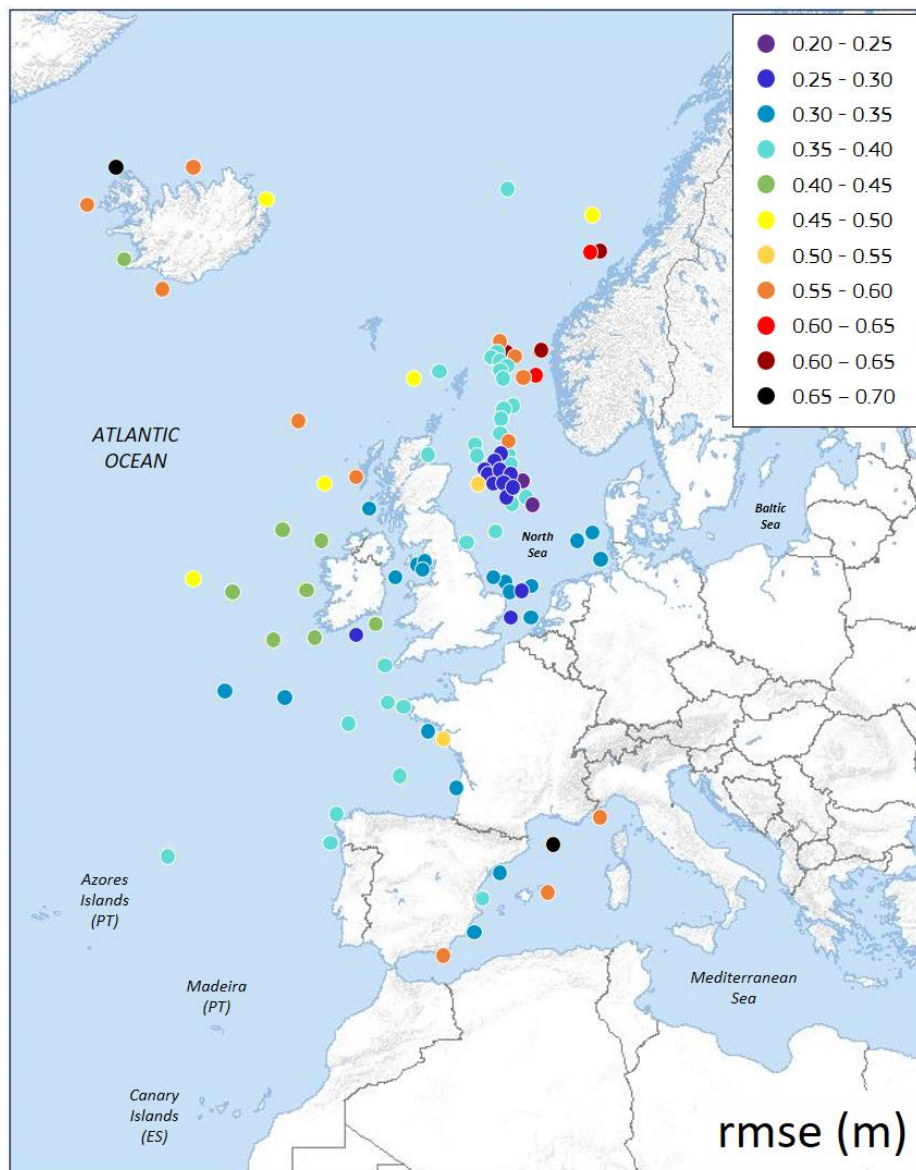 0.20 - 0.25
0.25 - 0.30
0.30 - 0.35
0.35 - 0.40
0.40 - 0.45
0.45 - 0.50
0.50 - 0.55
0.55 - 0.60
0.60 – 0.65
0.60 – 0.65
0.65 - 0.70
ATLANTIC
OCEAN
Baltic
Sea
North
Sea
Azores
Islands
(PT)
Madeira
(PT)
Mediterranean
Sea
Canary
Islands
(ES)
rmse (m)